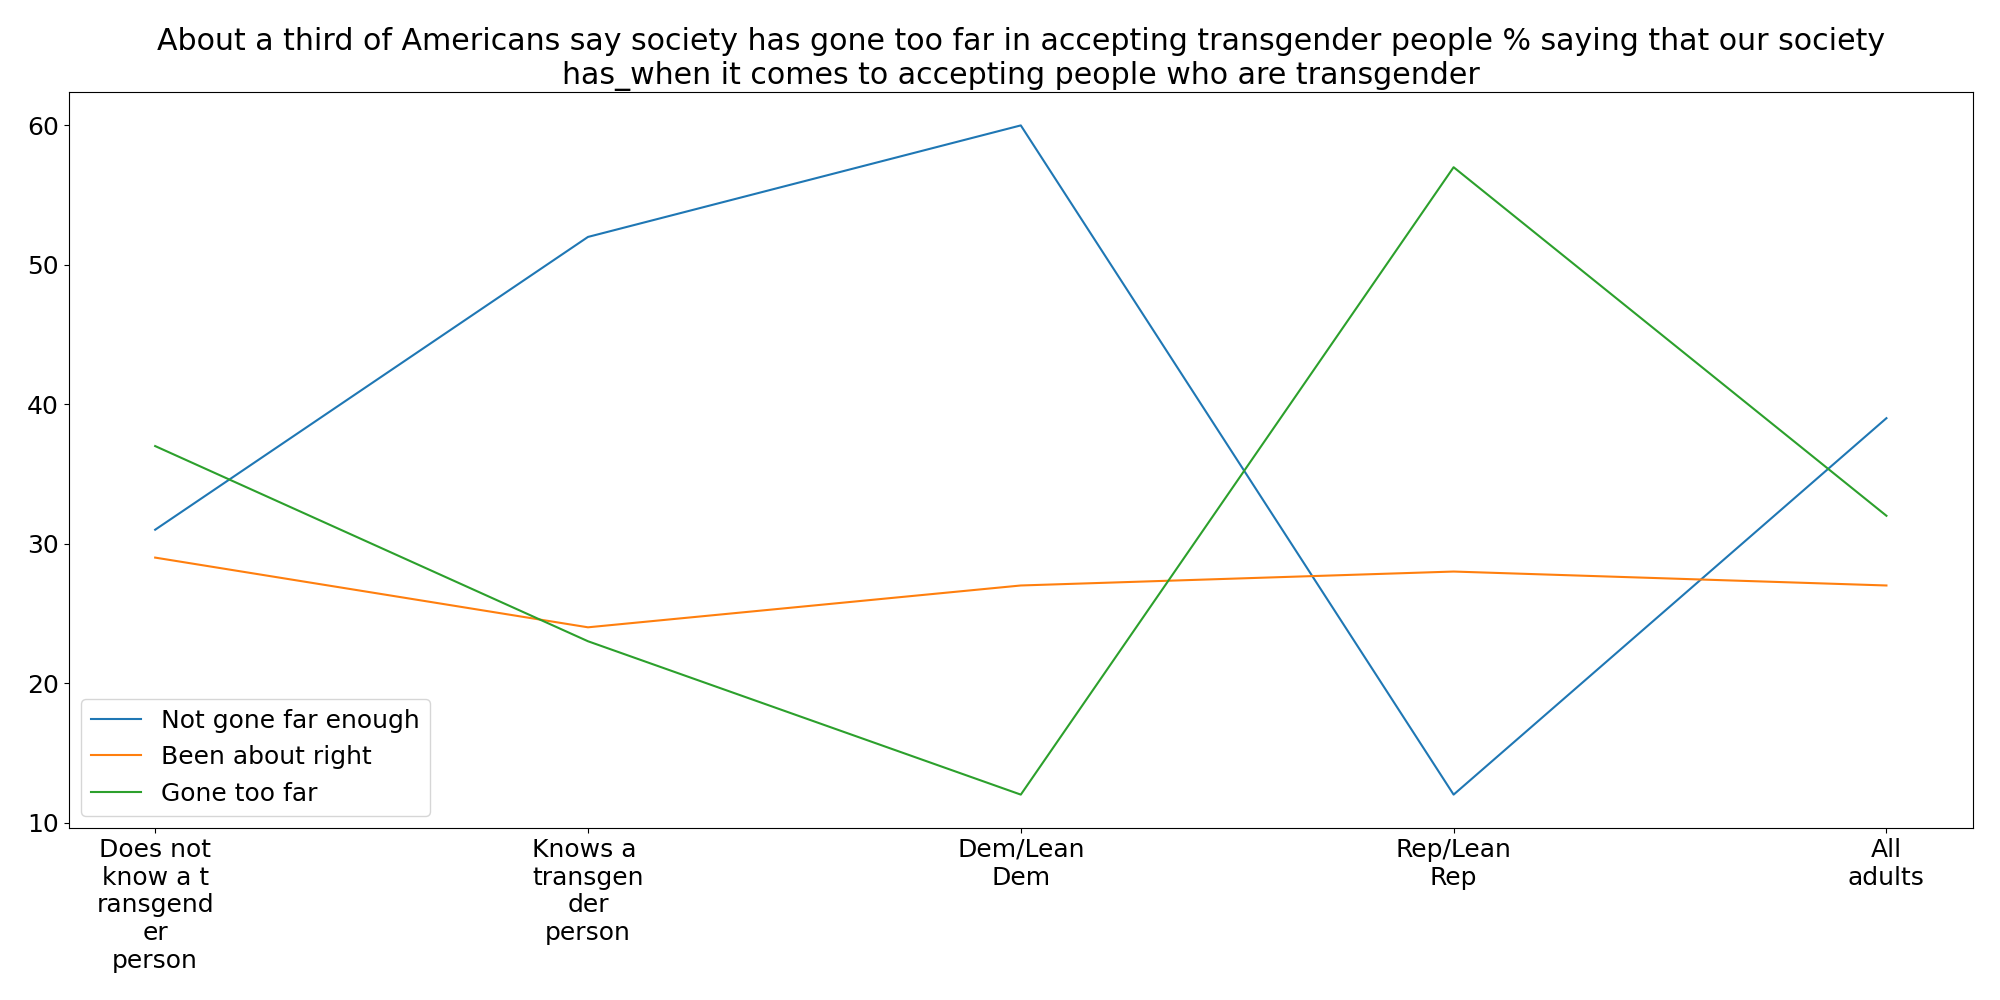 About a third of Americans say society has gone too far in accepting transgender people % saying that our society
has_when it comes to accepting people who are transgender
60
50
40
30
20
10
Not gone far enough
Been about right
Gone too far
Does not
know a t
ransgend
er
person
Knows a
transgen
der
person
Dem/Lean
Dem
Rep/Lean
Rep
All
adults